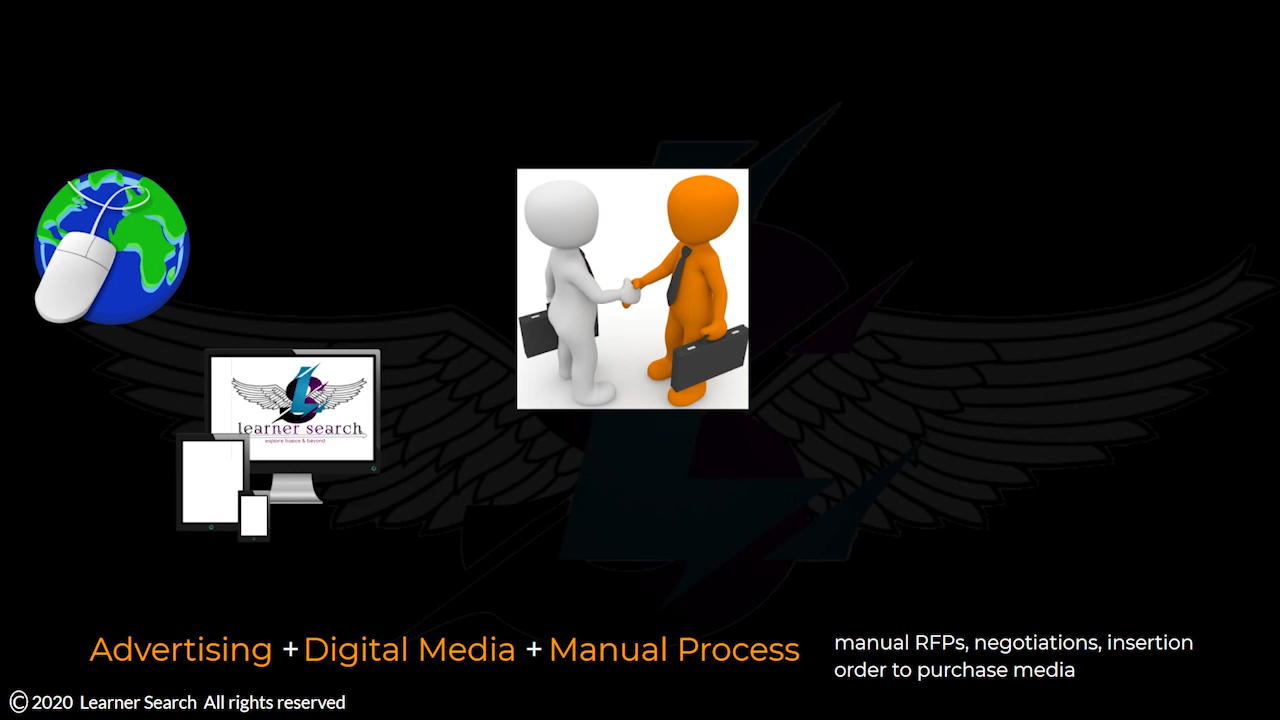 learner search
explore basics & beyond
Advertising + Digital Media + Manual Process
manual RFPs, negotiations, insertion
order to purchase media
© 2020 Learner Search All rights reserved